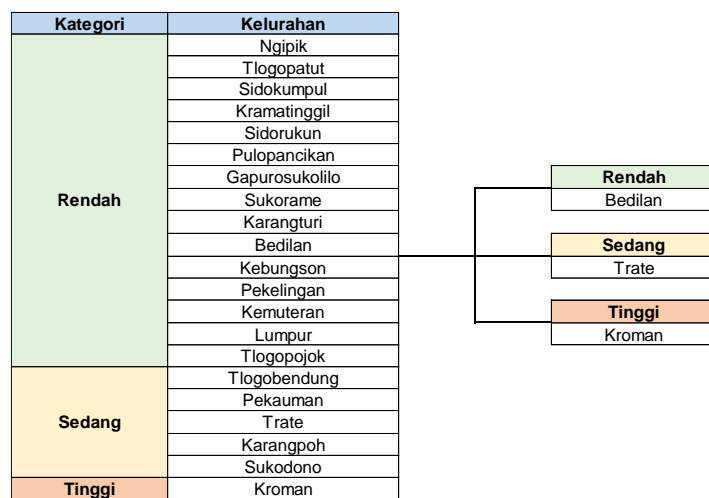 Kategori Kelurahan
Ngipik
Tlogopatut
Sidokumpul
Kramatinggil
Sidorukun
Pulopancikan
Gapurosukolilo
Rendah Sukorame
Karangturi
Bedilan
Kebungson
Pekelingan
Kemuteran
Lumpur
Tlogopojok
Tlogobendung
Pekauman
Sedang Trate
Karangpoh
Sukodono
Tinggi Kroman
Rendah
Bedilan
Sedang
Trate
Tinggi
Kroman